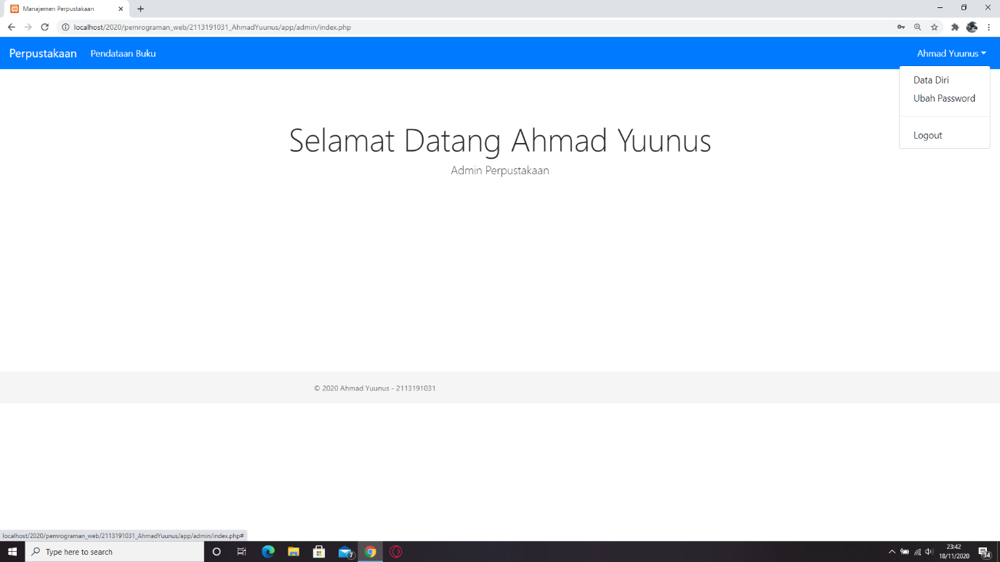 Manajemen Perpustakaan
localhost/2020/pemrograman_web/2113191031_AhmadYuunus/app/admin/index.php
Perpustakaan Pendataan Buku Ahmad Yuunus
Data Diri
Ubah Password
Logout
Selamat Datang Ahmad Yuunus
Admin Perpustakaan
© 2020 Ahmad Yuunus - 2113191031
localhost/2020/pemrograman_web/2113191031_AhmadYuunus/app/admin/index.php#
Type here to search
7
23:42
18/11/2020
34